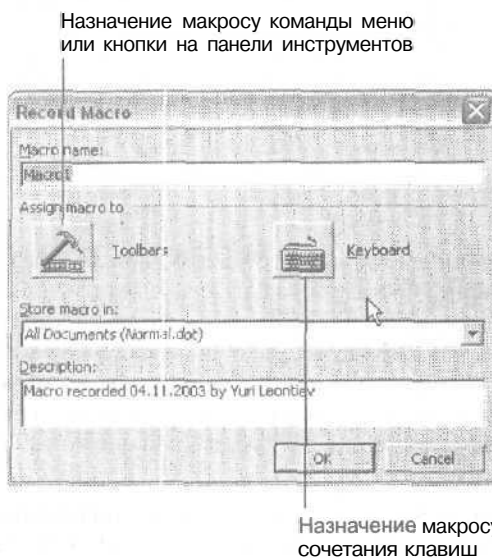 Назначение макросу команды меню
или кнопки на панели инструментов
Record Macro
Macro name:
Macro1
Assign macro to
Toolbars
Keyboard
Store macro in:
All Documents (Normal.dot)
Description:
Macro recorded 04.11.2003 by Yuri Leontiev
OK
Cancel
Назначение макросу
сочетания клавиш